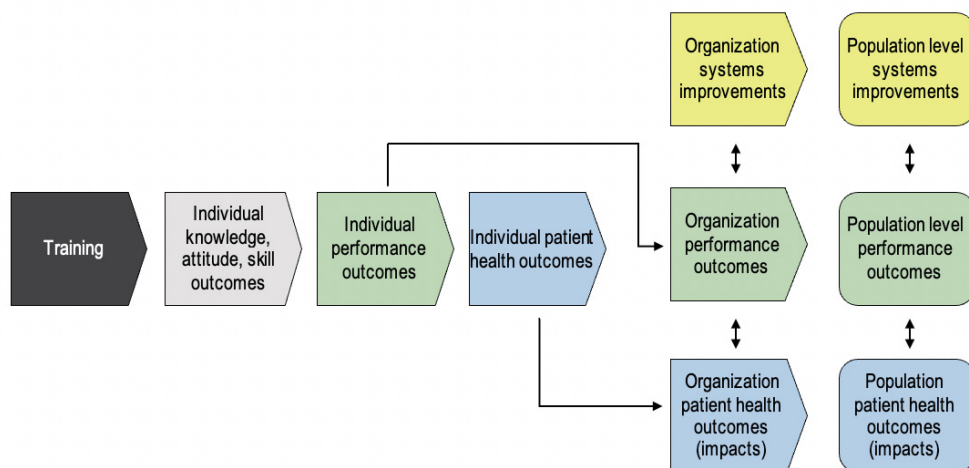 Organization
systems
improvements
Population level
systems
improvements
Training
Individual
knowledge,
attitude, skill
outcomes
Individual
performance
outcomes
Individual patient
health outcomes
Organization
performance
outcomes
Population level
performance
outcomes
Organization
patient health
outcomes
(impacts)
Population
patient health
outcomes
(impacts)